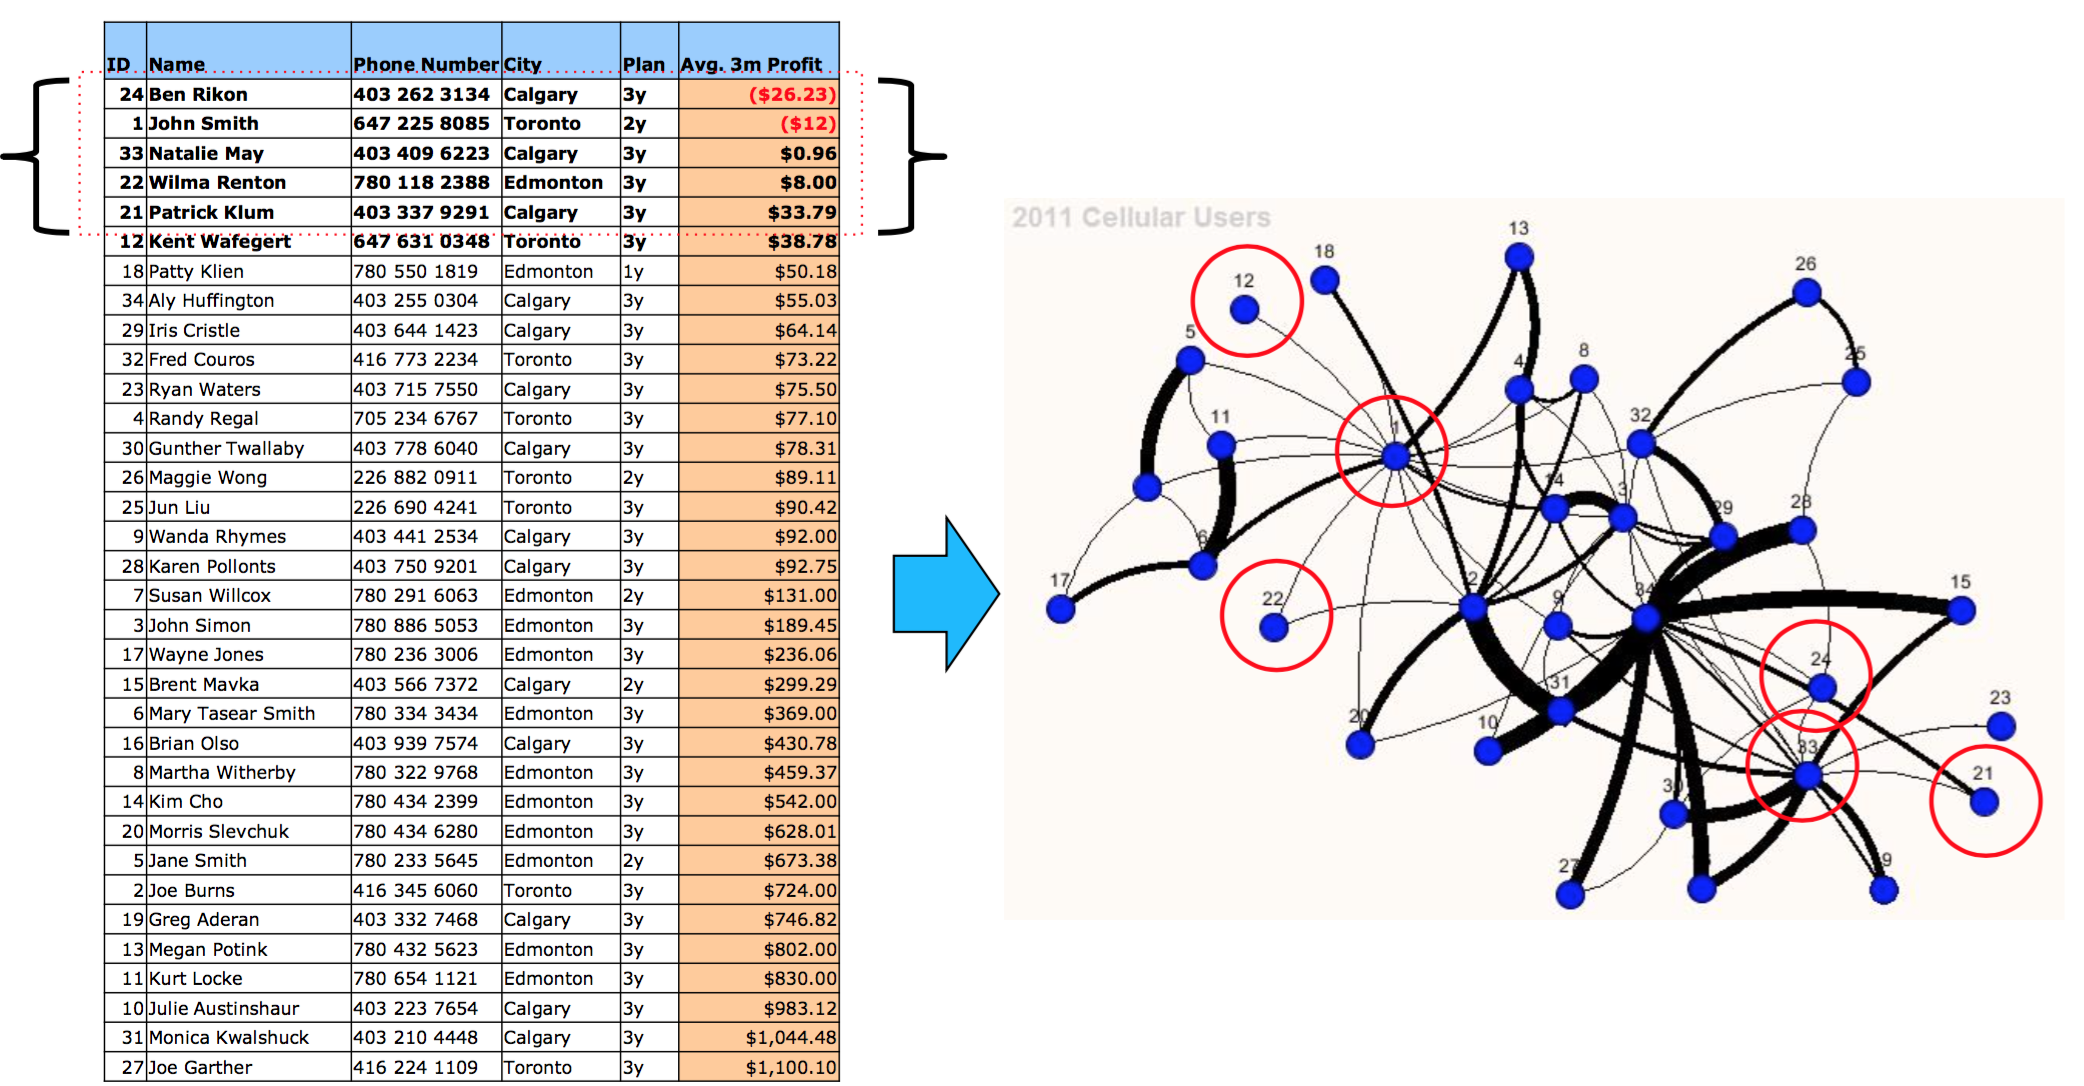 ID Name Phone Number City Plan Avg. 3m Profit
24 Ben Rikon 403 262 3134 Calgary 3y ($26.23)
1 John Smith 647 225 8085 Toronto 2y ($12)
33 Natalie May 403 409 6223 Calgary 3y $0.96
22 Wilma Renton 780 118 2388 Edmonton 3y $8.00
21 Patrick Klum 403 337 9291 Calgary 3y $33.79
12 Kent Wafegert 647 631 0348 Toronto 3y $38.78
18 Patty Klien 780 550 1819 Edmonton 1y $50.18
34 Aly Huffington 403 255 0304 Calgary 3y $55.03
29 Iris Cristle 403 644 1423 Calgary 3y $64.14
32 Fred Couros 416 773 2234 Toronto 3y $73.22
23 Ryan Waters 403 715 7550 Calgary 3y $75.50
4 Randy Regal 705 234 6767 Toronto 3y $77.10
30 Gunther Twallaby 403 778 6040 Calgary 3y $78.31
26 Maggie Wong 226 882 0911 Toronto 2y $89.11
25 Jun Liu 226 690 4241 Toronto 3y $90.42
9 Wanda Rhymes 403 441 2534 Calgary 3y $92.00
28 Karen Pollonts 403 750 9201 Calgary 3y $92.75
7 Susan Willcox 780 291 6063 Edmonton 2y $131.00
3 John Simon 780 886 5053 Edmonton 3y $189.45
17 Wayne Jones 780 236 3006 Edmonton 3y $236.06
15 Brent Mavka 403 566 7372 Calgary 2y $299.29
6 Mary Tasear Smith 780 334 3434 Edmonton 3y $369.00
16 Brian Olso 403 939 7574 Calgary 3y $430.78
8 Martha Witherby 780 322 9768 Edmonton 3y $459.37
14 Kim Cho 780 434 2399 Edmonton 3y $542.00
20 Morris Slevchuk 780 434 6280 Edmonton 3y $628.01
5 Jane Smith 780 233 5645 Edmonton 2y $673.38
2 Joe Burns 416 345 6060 Toronto 3y $724.00
19 Greg Aderan 403 332 7468 Calgary 3y $746.82
13 Megan Potink 780 432 5623 Edmonton 3y $802.00
11 Kurt Locke 780 654 1121 Edmonton 3y $830.00
10 Julie Austinshaur 403 223 7654 Calgary 3y $983.12
31 Monica Kwalshuck 403 210 4448 Calgary 3y $1,044.48
27 Joe Garther 416 224 1109 Toronto 3y $1,100.10
2011 Cellular Users
13
18
26
12
5
4
8
25
11
32
1
14
3
29
28
6
17
22
2
9
34
15
24
31
23
20
10
33
21
30
27
9